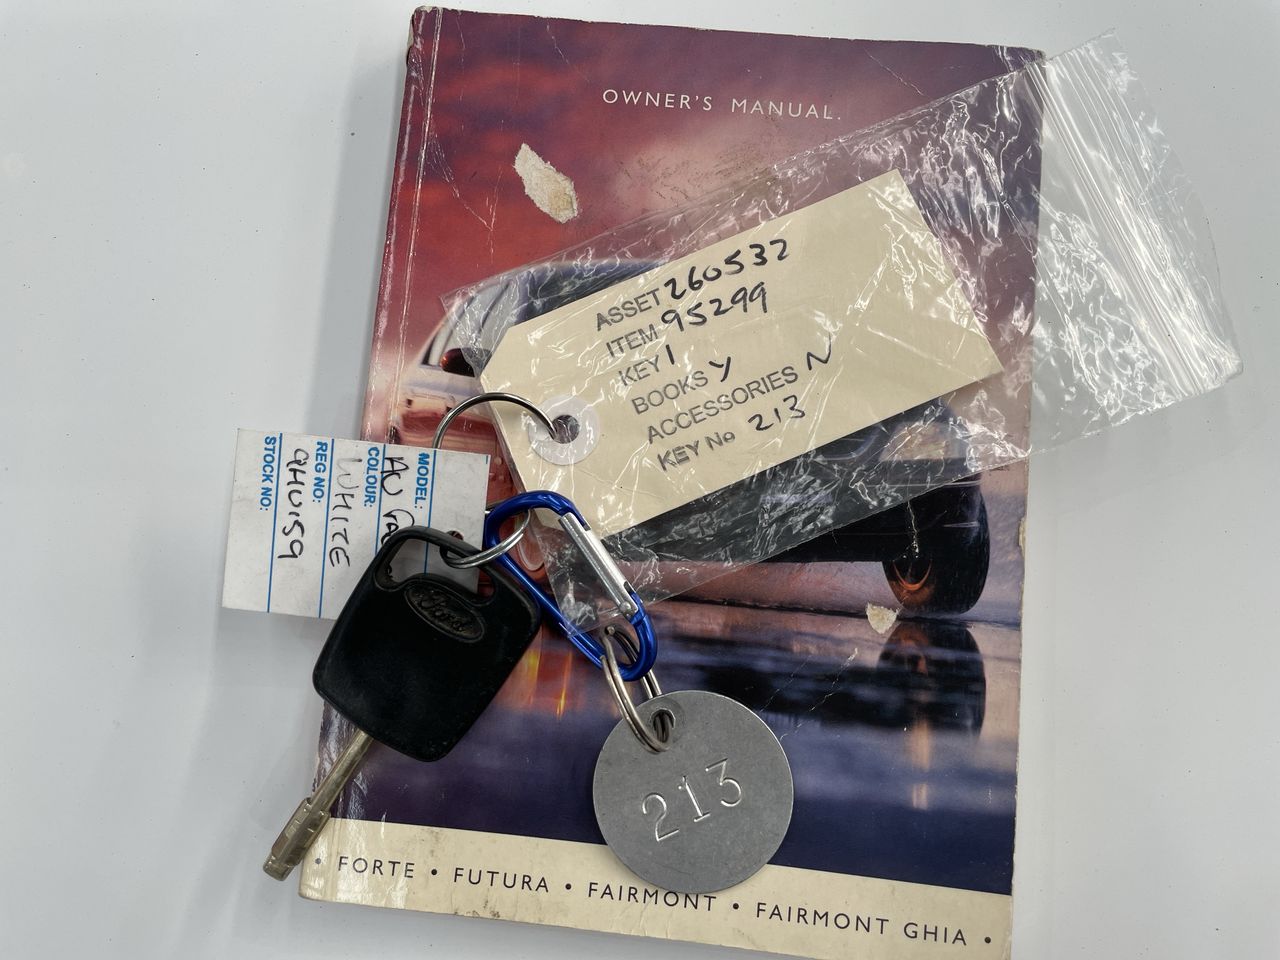 OWNER'S MANUAL.
ASSET 260532
ITEM 95299
KEY 1
BOOKS Y
ACCESSORIES N
KEY No 213
MODEL:
AU
COLOUR:
WHITE
REG NO:
STOCK NO:
Ford
213
• FORTE • FUTURA • FAIRMONT • FAIRMONT GHIA •